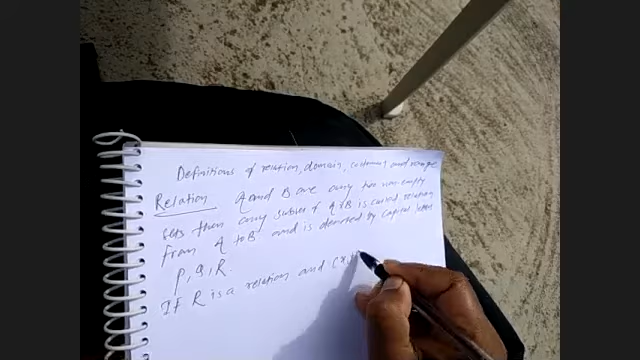 Definitions of relation, domain, codomain and range
Relation A and B are any two non-empty
sets then any subset of A×B is called relation
from A to B and is denoted by capital letter
P, Q, R.
If R is a relation and (x,y